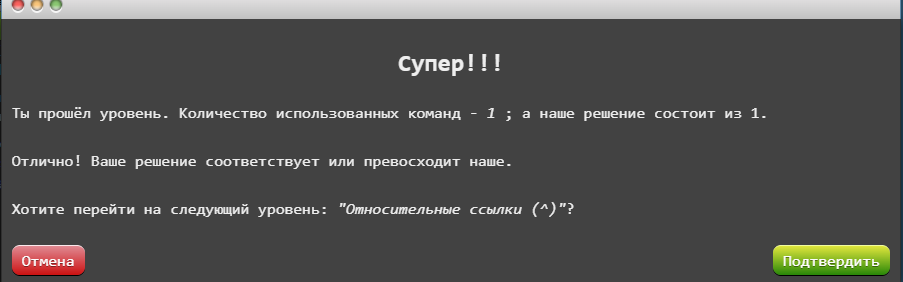 Супер!!!
Ты прошёл уровень. Количество использованных команд - 1 ; а наше решение состоит из 1.
Отлично! Ваше решение соответствует или превосходит наше.
Хотите перейти на следующий уровень: "Относительные ссылки (^)"?
Отмена
Подтвердить